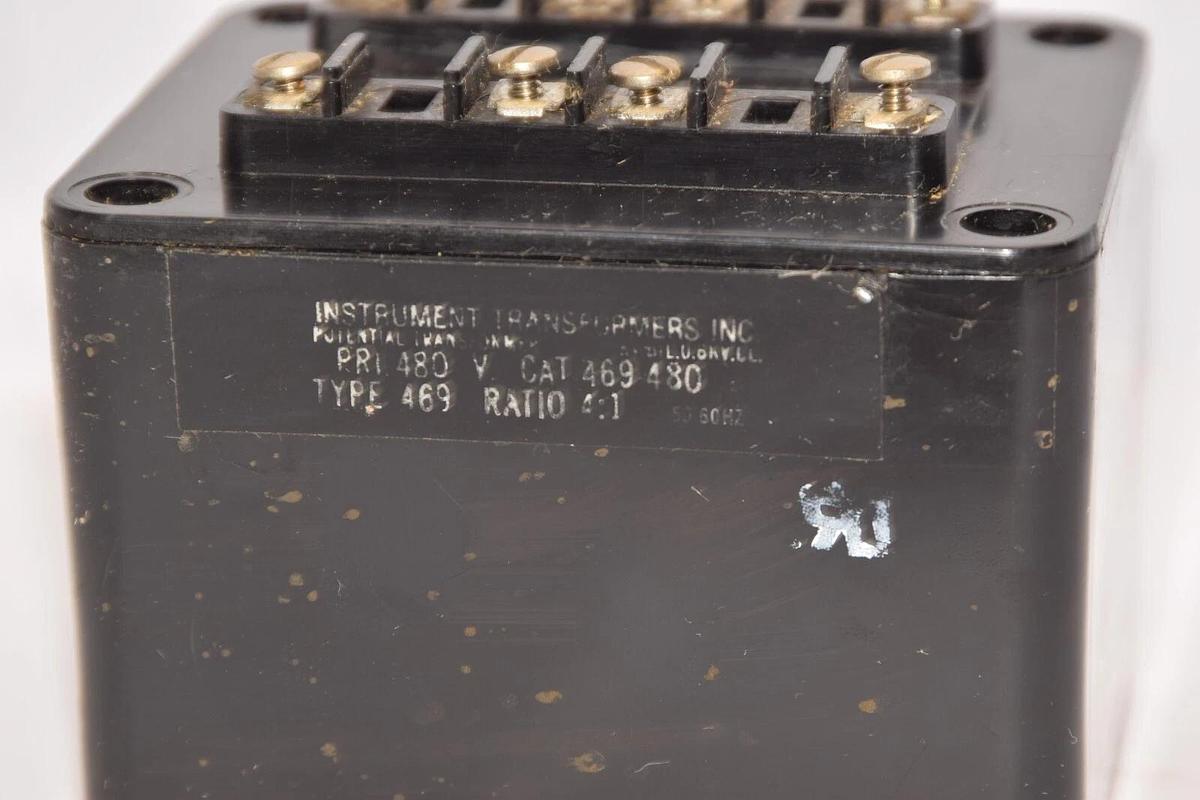 INSTRUMENT TRANSFORMERS INC
POTENTIAL TRANSFORMER
PRI 480 V CAT 469 480
TYPE 469 RATIO 4:1 50 60HZ